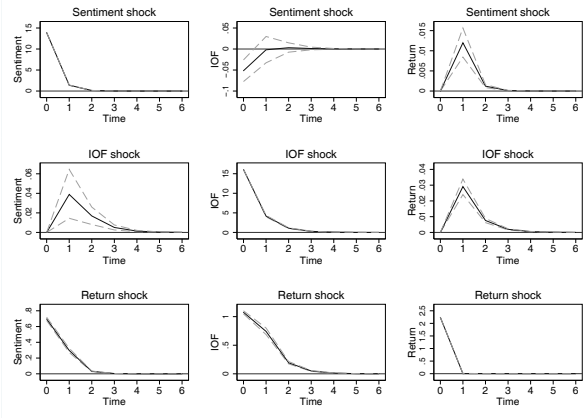 Sentiment shock
Sentiment
0 5 10 15
0 1 2 3 4 5 6
Time
Sentiment shock
IOF
-.1 -.05 0 .05
0 1 2 3 4 5 6
Time
Sentiment shock
Return
0 .005 .01 .015
0 1 2 3 4 5 6
Time
IOF shock
Sentiment
0 .02 .04 .06
0 1 2 3 4 5 6
Time
IOF shock
IOF
0 5 10 15
0 1 2 3 4 5 6
Time
IOF shock
Return
0 .01 .02 .03 .04
0 1 2 3 4 5 6
Time
Return shock
Sentiment
0 .2 .4 .6 .8
0 1 2 3 4 5 6
Time
Return shock
IOF
0 .5 1
0 1 2 3 4 5 6
Time
Return shock
Return
0 .5 1 1.5 2 2.5
0 1 2 3 4 5 6
Time